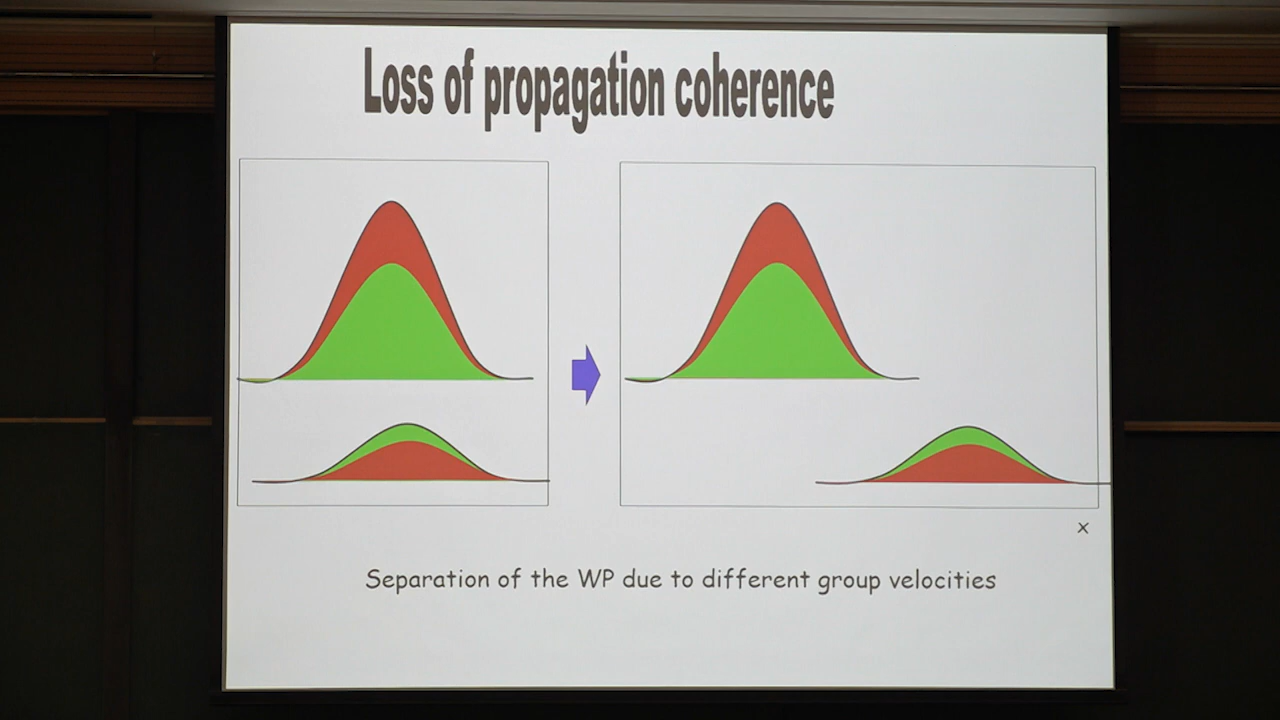 Loss of propagation coherence
x
Separation of the WP due to different group velocities